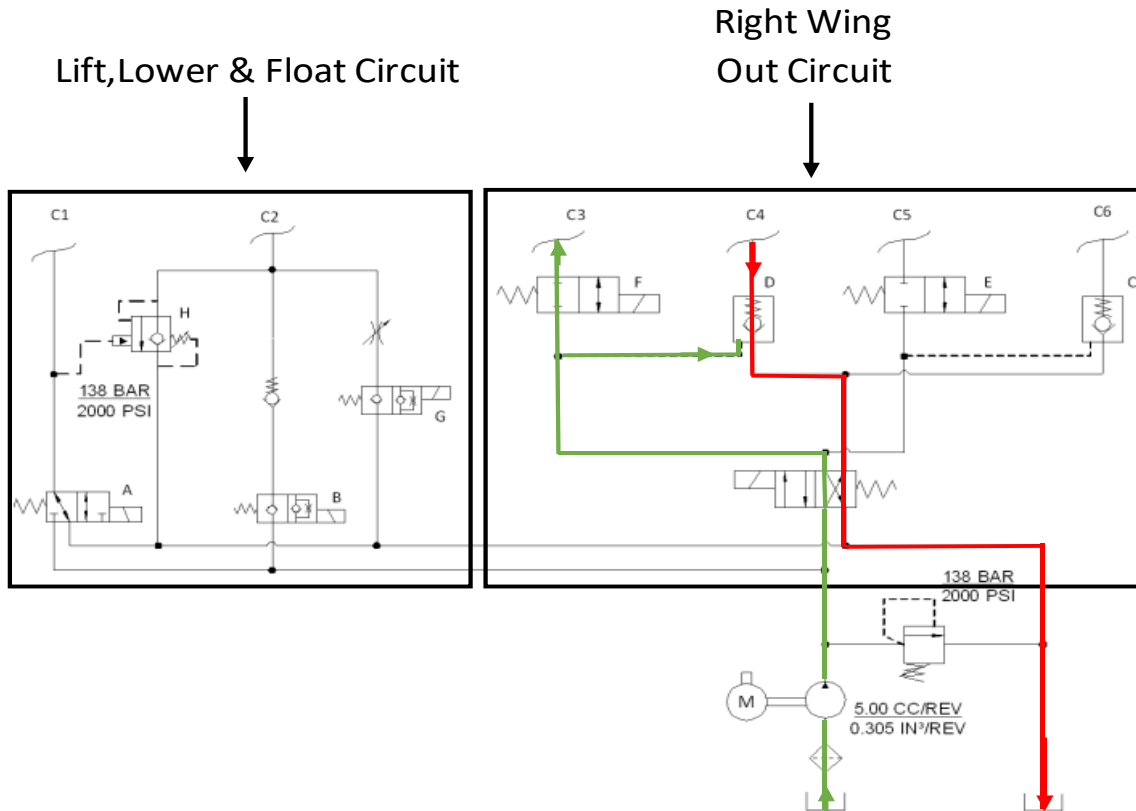 Right Wing
Out Circuit
Lift,Lower & Float Circuit
C1
C2
C3
C4
C5
C6
H
F
D
E
C
138 BAR
2000 PSI
G
A
B
138 BAR
2000 PSI
M
5.00 CC/REV
0.305 IN³/REV